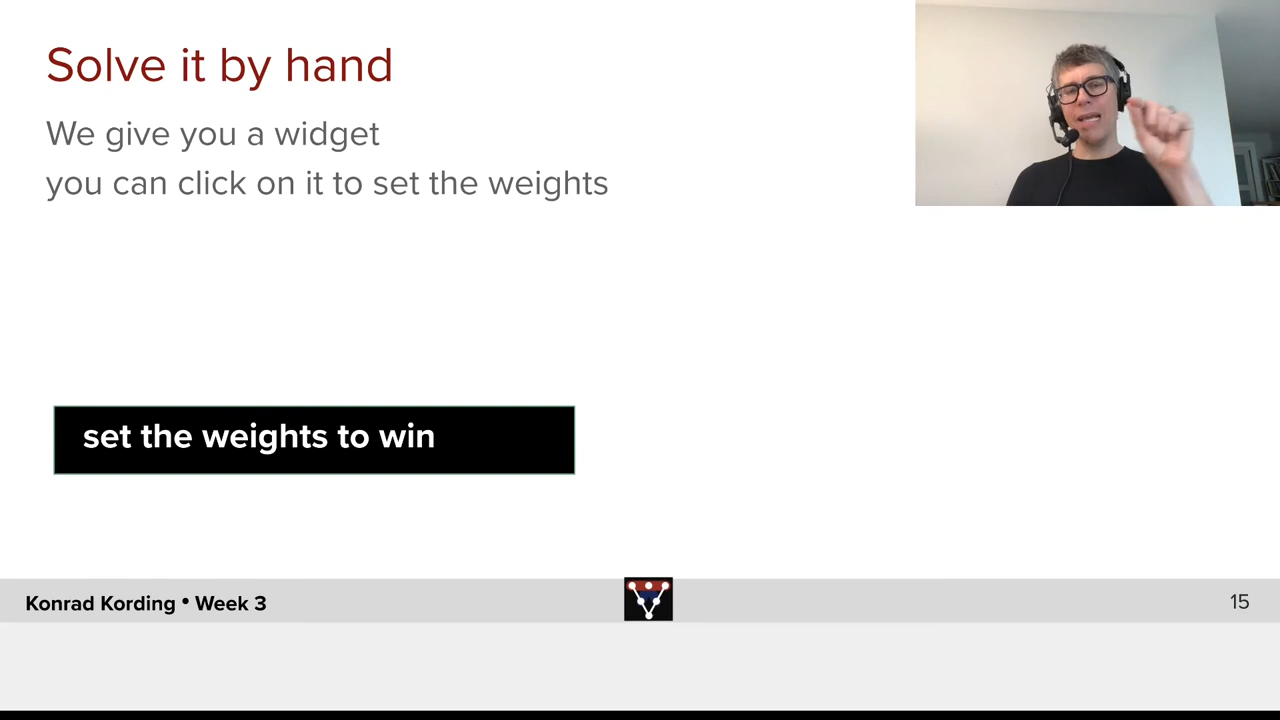 Solve it by hand
We give you a widget
you can click on it to set the weights
set the weights to win
Konrad Kording • Week 3
15